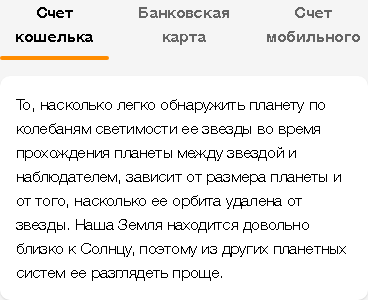 Счет Банковская Счет
кошелька карта мобильного
То, насколько легко обнаружить планету по
колебаням светимости ее звезды во время
прохождения планеты между звездой и
наблюдателем, зависит от размера планеты и
от того, насколько ее орбита удалена от
звезды. Наша Земля находится довольно
близко к Солнцу, поэтому из других планетных
систем ее разглядеть проще.